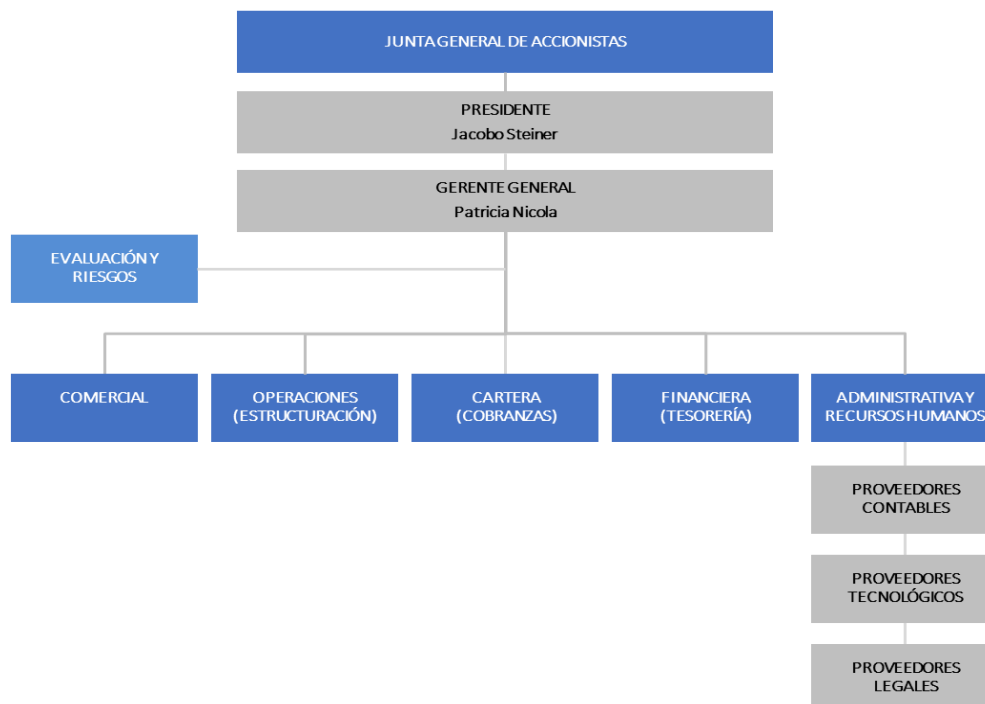 JUNTA GENERAL DE ACCIONISTAS
PRESIDENTE
Jacobo Steiner
GERENTE GENERAL
Patricia Nicola
EVALUACIÓN Y
RIESGOS
COMERCIAL
OPERACIONES
(ESTRUCTURACIÓN)
CARTERA
(COBRANZAS)
FINANCIERA
(TESORERÍA)
ADMINISTRATIVA Y
RECURSOS HUMANOS
PROVEEDORES
CONTABLES
PROVEEDORES
TECNOLÓGICOS
PROVEEDORES
LEGALES